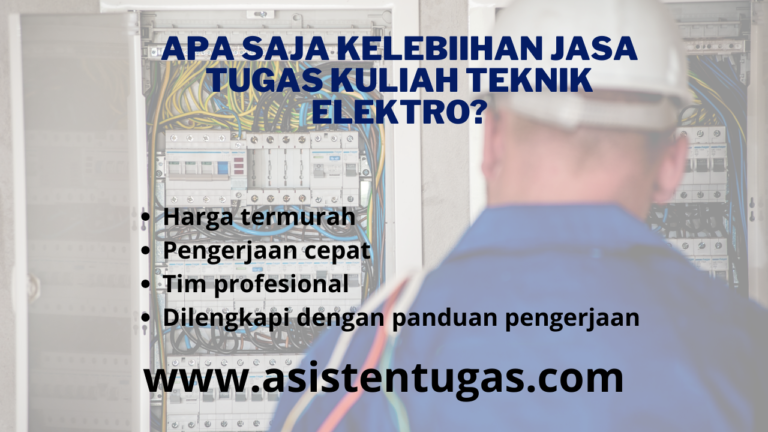 APA SAJA KELEBIIHAN JASA
TUGAS KULIAH TEKNIK
ELEKTRO?
• Harga termurah
• Pengerjaan cepat
• Tim profesional
• Dilengkapi dengan panduan pengerjaan
www.asistentugas.com